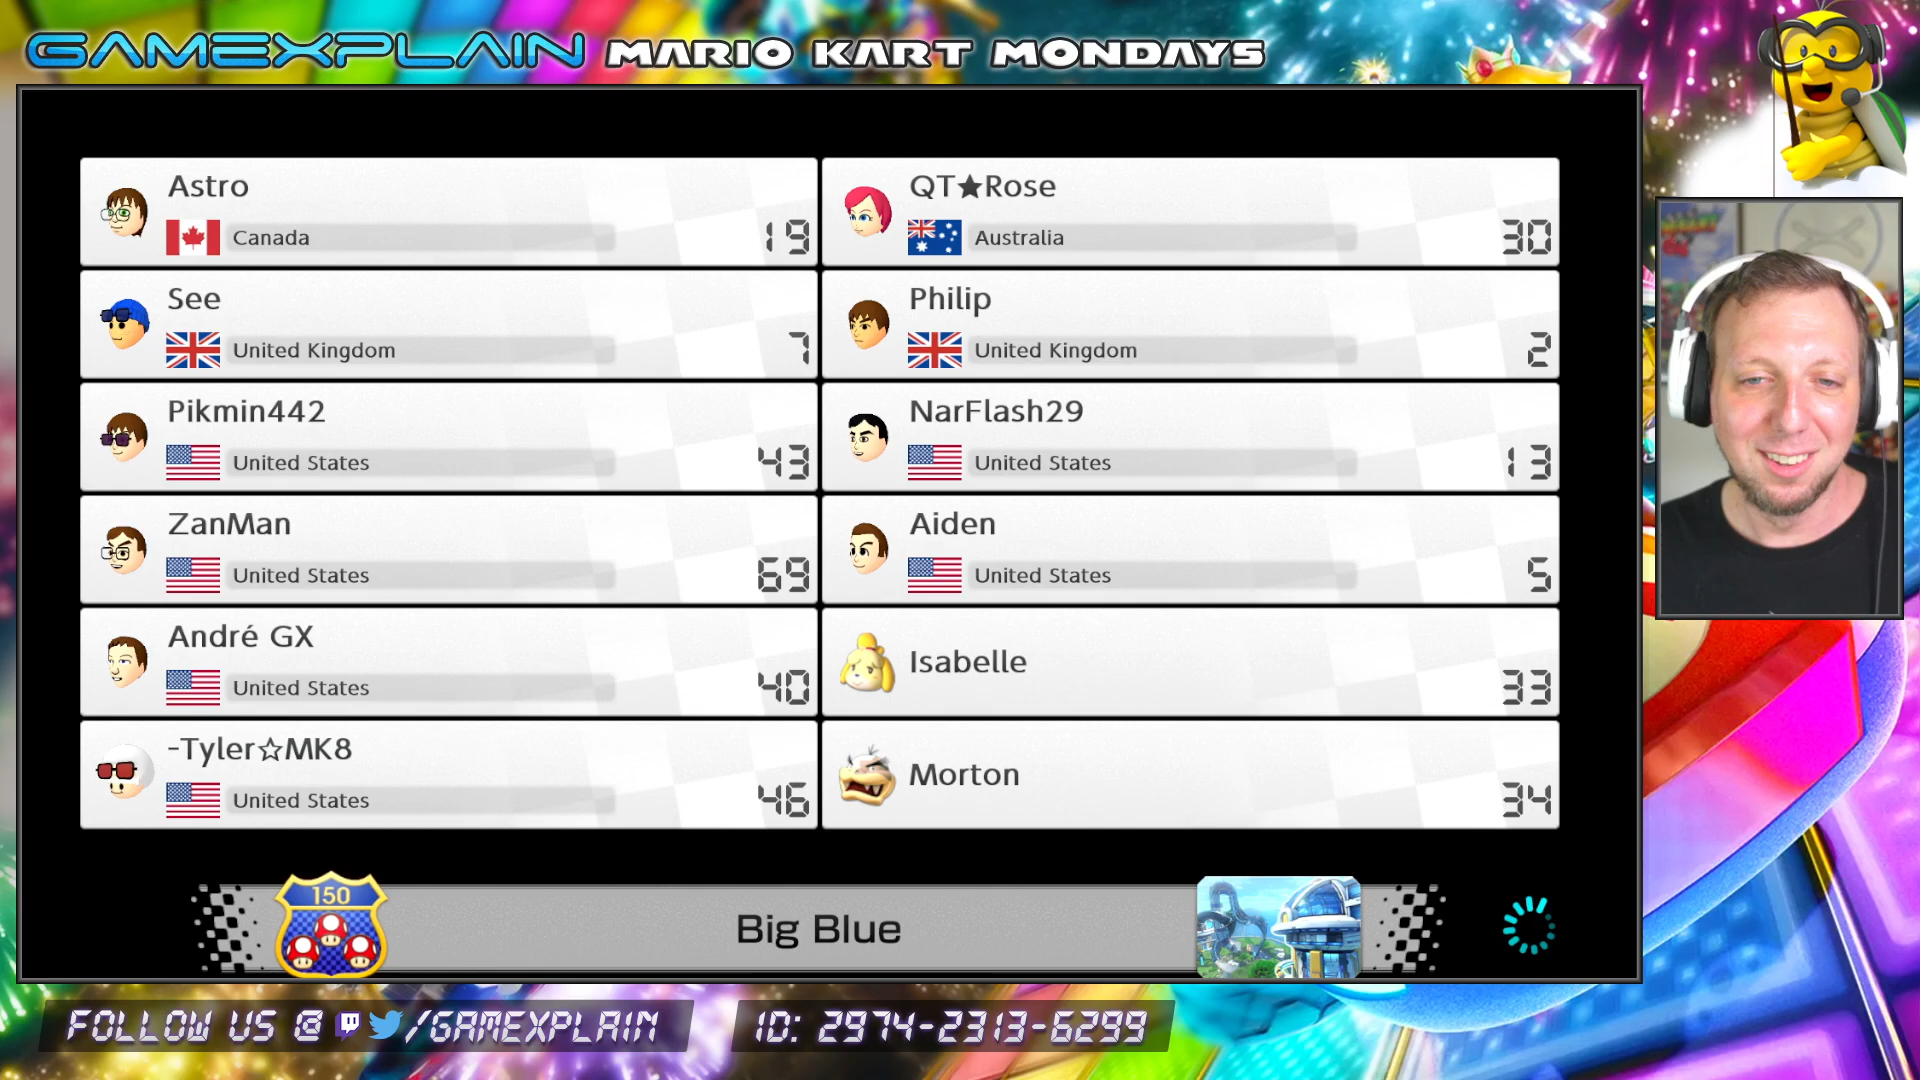 GAMEXPLAIN MARIO KART MONDAYS
Astro
Canada
19
QT★Rose
Australia
30
See
United Kingdom
7
Philip
United Kingdom
2
Pikmin442
United States
43
NarFlash29
United States
13
ZanMan
United States
69
Aiden
United States
5
André GX
United States
40
Isabelle
33
-Tyler☆MK8
United States
46
Morton
34
150
Big Blue
FOLLOW US @ /GAMEXPLAIN
ID: 2974-2313-6299